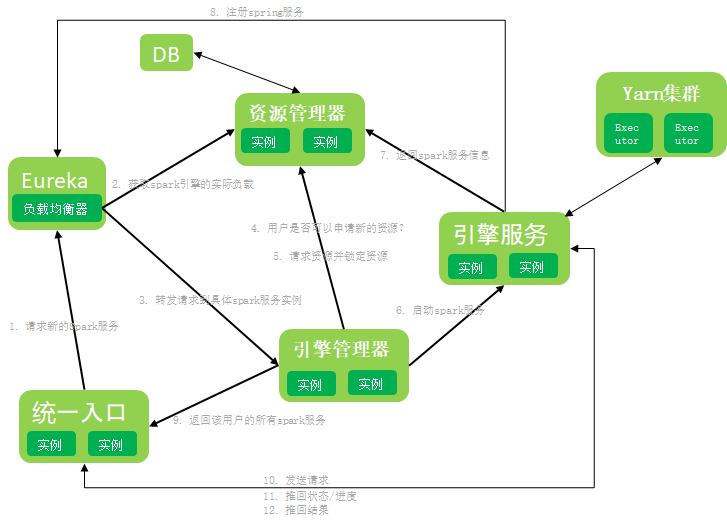 8. 注册spring服务
DB
资源管理器
实例 实例
Yarn集群
Exec
utor
Exec
utor
7. 返回spark服务信息
Eureka
负载均衡器
2. 获取spark引擎的实际负载
4. 用户是否可以申请新的资源?
5. 请求资源并锁定资源
引擎服务
实例 实例
3. 转发请求到具体spark服务实例
6. 启动spark服务
1. 请求新的Spark服务
引擎管理器
实例 实例
统一入口
实例 实例
9. 返回该用户的所有spark服务
10. 发送请求
11. 推回状态/进度
12. 推回结果